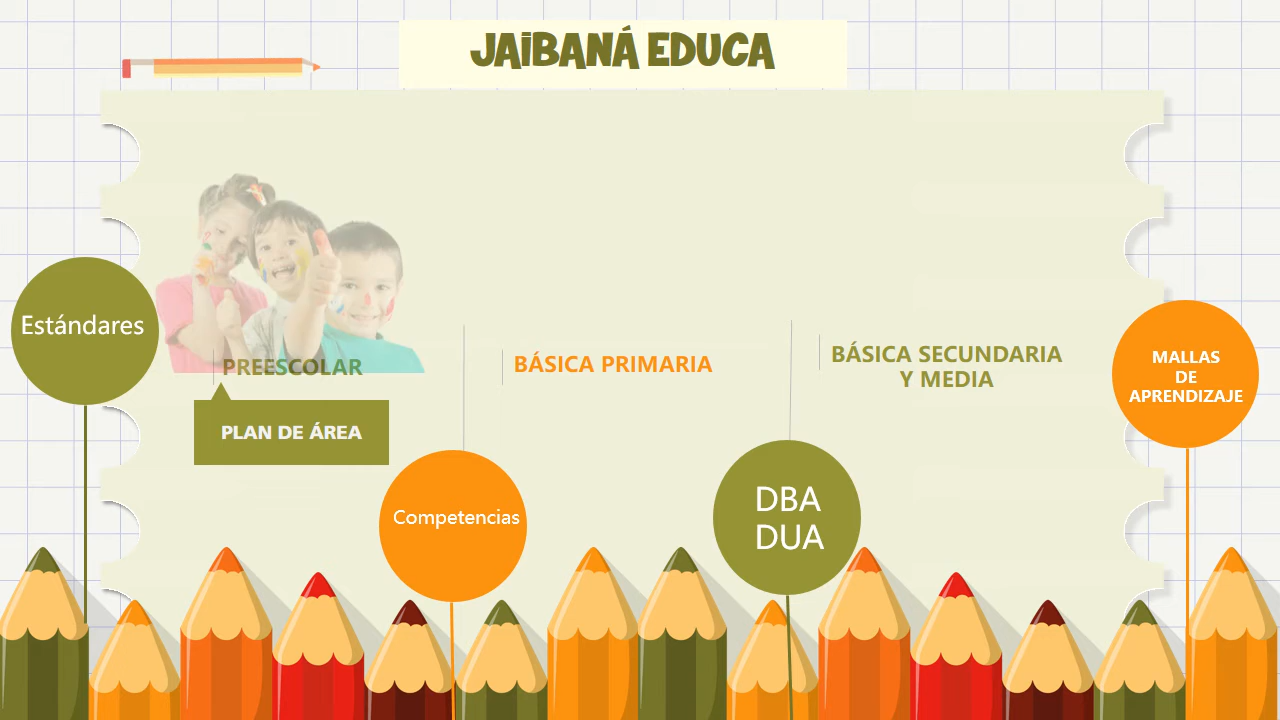 JAiBANÁ EDUCA
Estándares
PREESCOLAR
PLAN DE ÁREA
BÁSICA PRIMARIA
BÁSICA SECUNDARIA
Y MEDIA
MALLAS
DE
APRENDIZAJE
Competencias
DBA
DUA